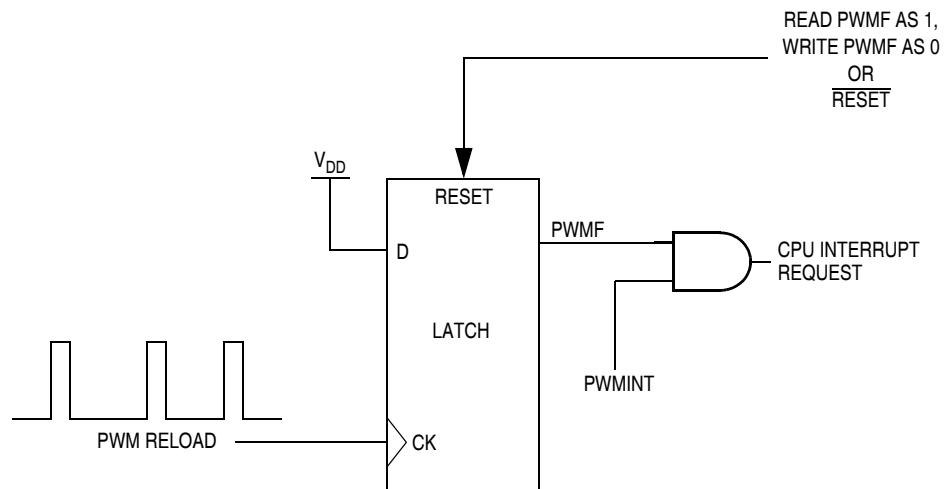 READ PWMF AS 1,
WRITE PWMF AS 0
OR
RESET
VDD
RESET
PWMF
D
CPU INTERRUPT
REQUEST
LATCH
PWMINT
PWM RELOAD
CK